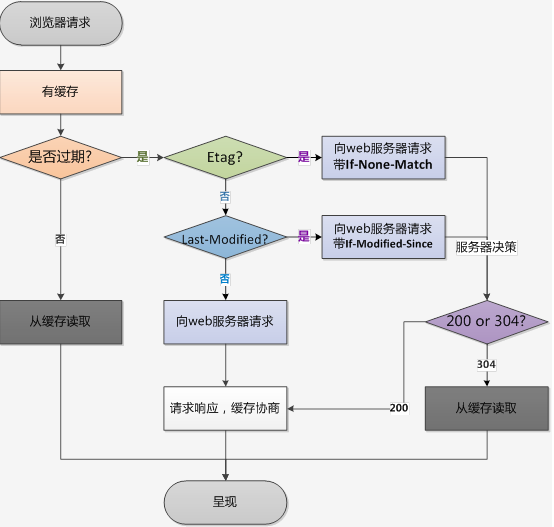 浏览器请求
有缓存
是否过期?
是
Etag?
是
向web服务器请求
带If-None-Match
否
否
Last-Modified?
是
向web服务器请求
带If-Modified-Since
服务器决策
否
从缓存读取
向web服务器请求
200 or 304?
304
请求响应，缓存协商
200
从缓存读取
呈现